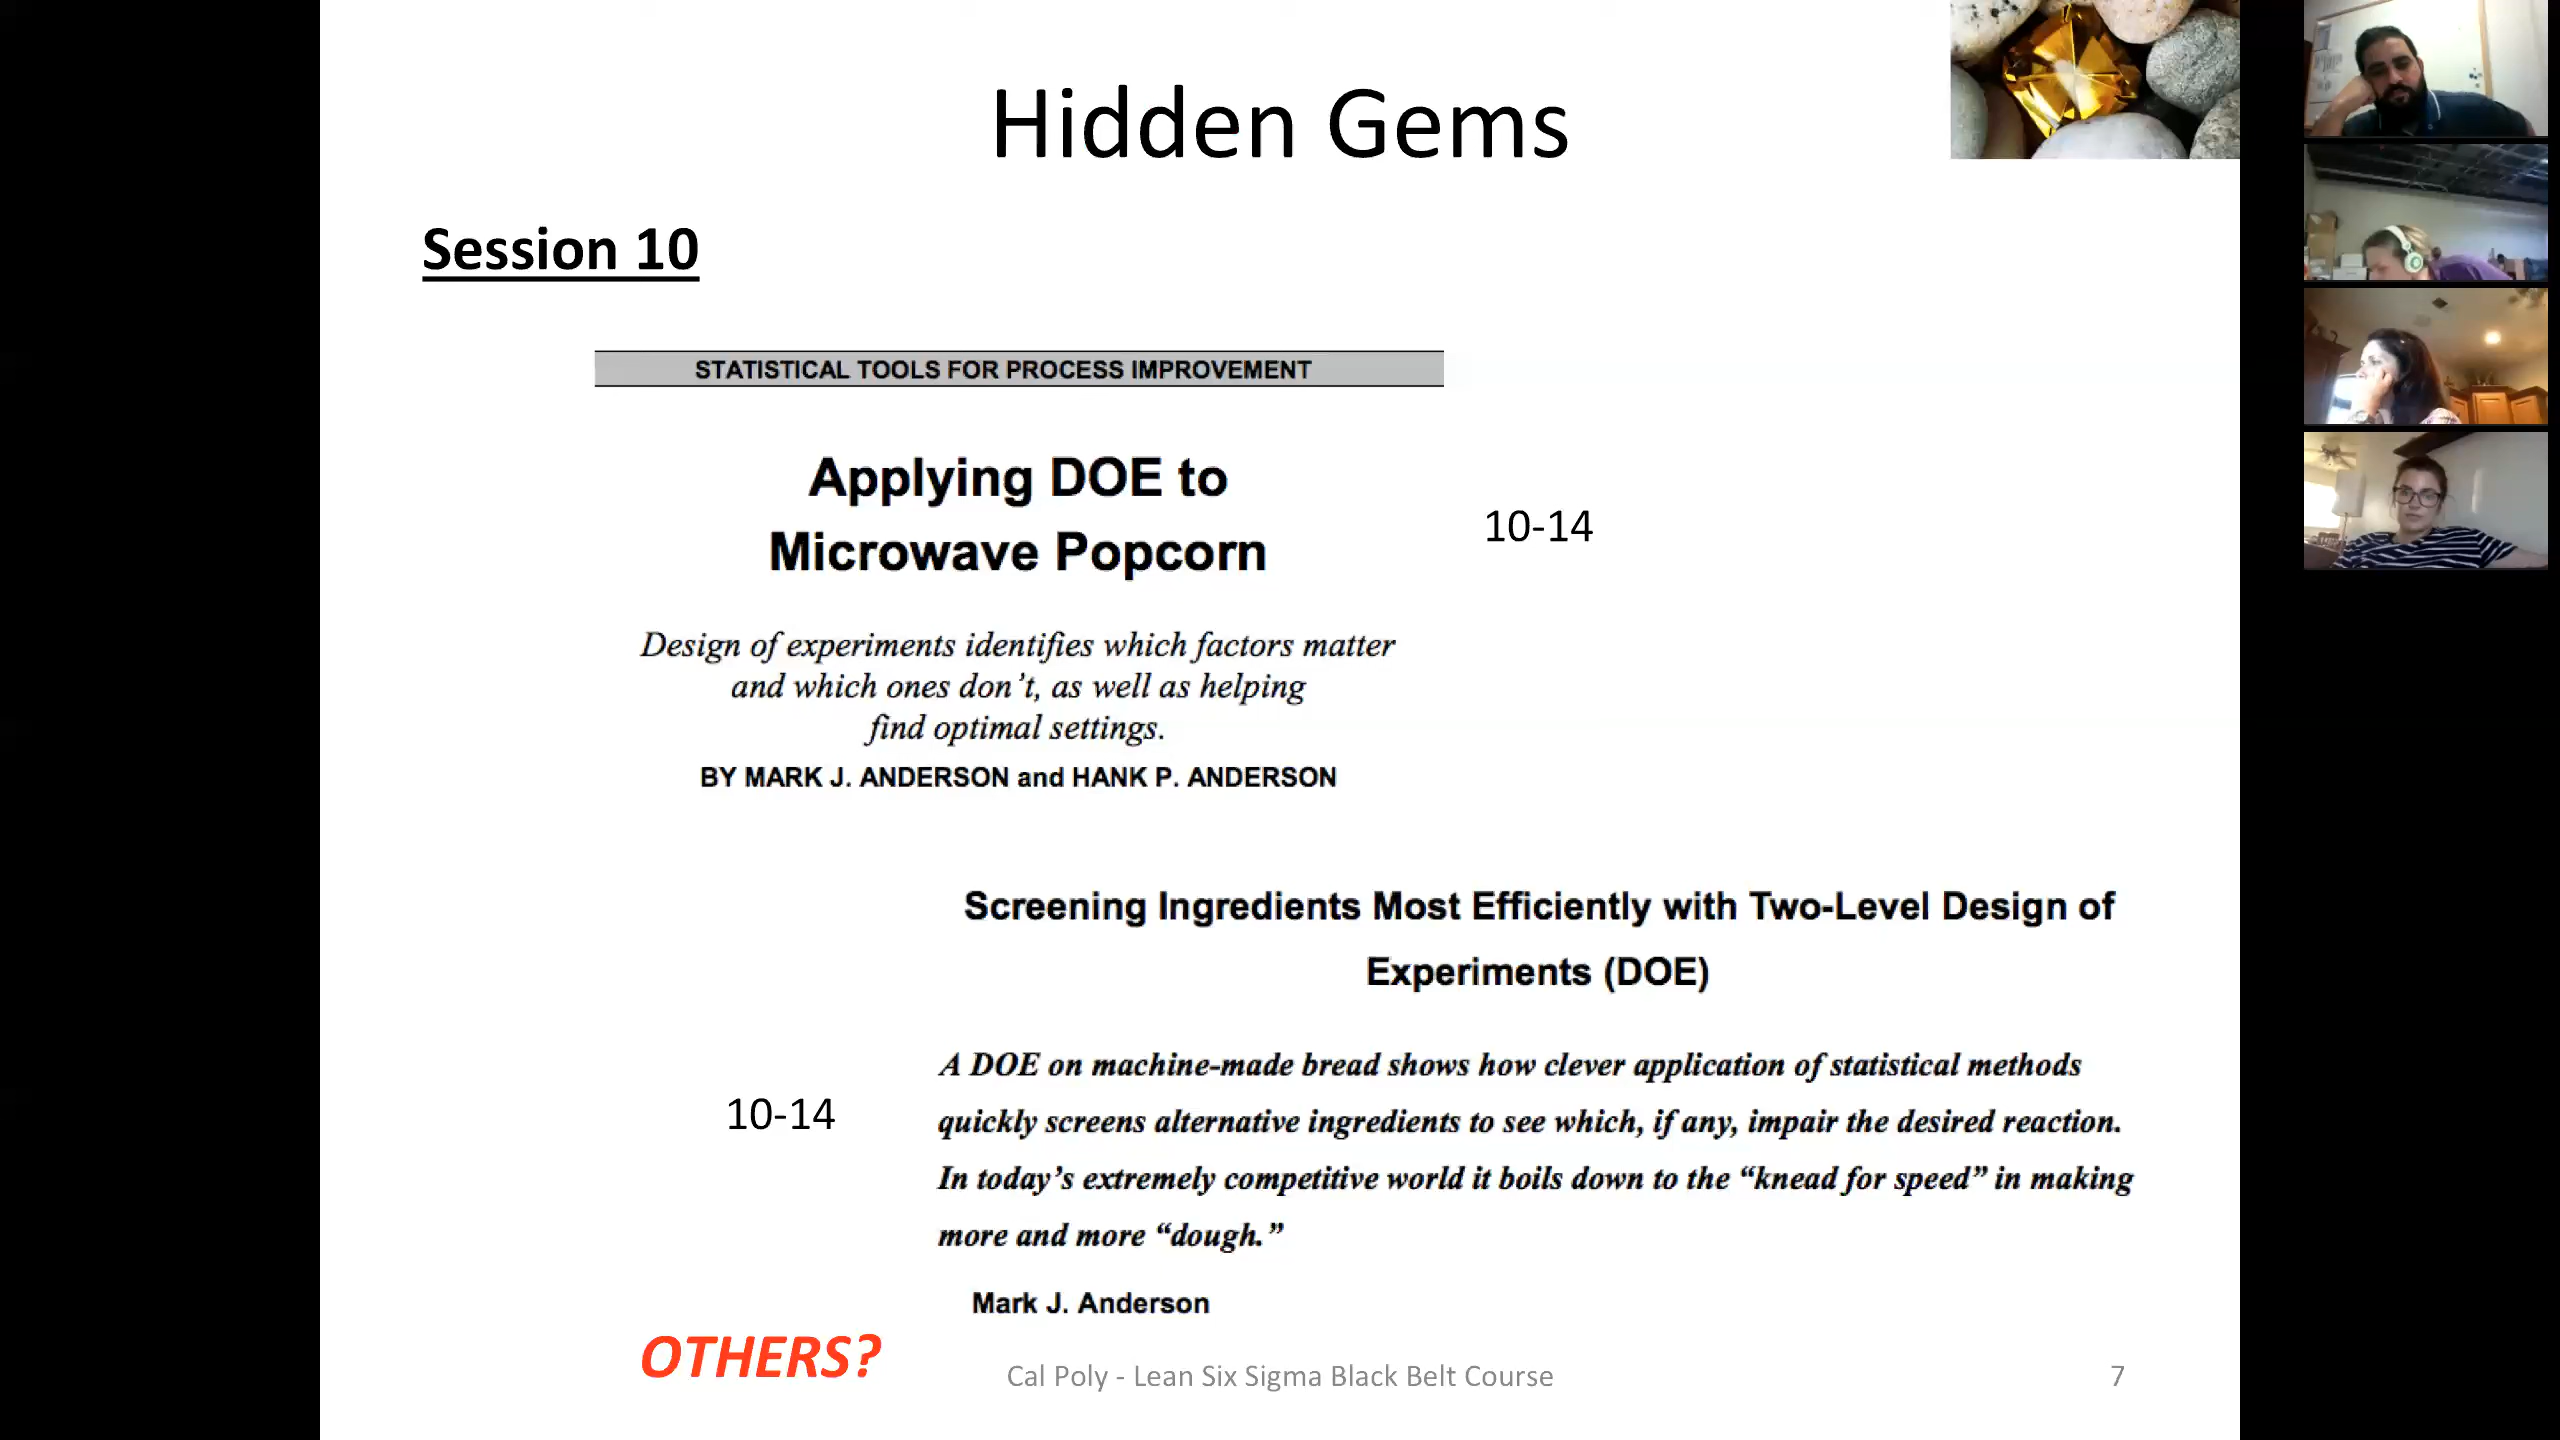 Hidden Gems
Session 10
STATISTICAL TOOLS FOR PROCESS IMPROVEMENT
Applying DOE to
Microwave Popcorn
10-14
Design of experiments identifies which factors matter
and which ones don't, as well as helping
find optimal settings.
BY MARK J. ANDERSON and HANK P. ANDERSON
Screening Ingredients Most Efficiently with Two-Level Design of
Experiments (DOE)
10-14
A DOE on machine-made bread shows how clever application of statistical methods
quickly screens alternative ingredients to see which, if any, impair the desired reaction.
In today's extremely competitive world it boils down to the “knead for speed” in making
more and more “dough.”
Mark J. Anderson
OTHERS?
Cal Poly - Lean Six Sigma Black Belt Course
7